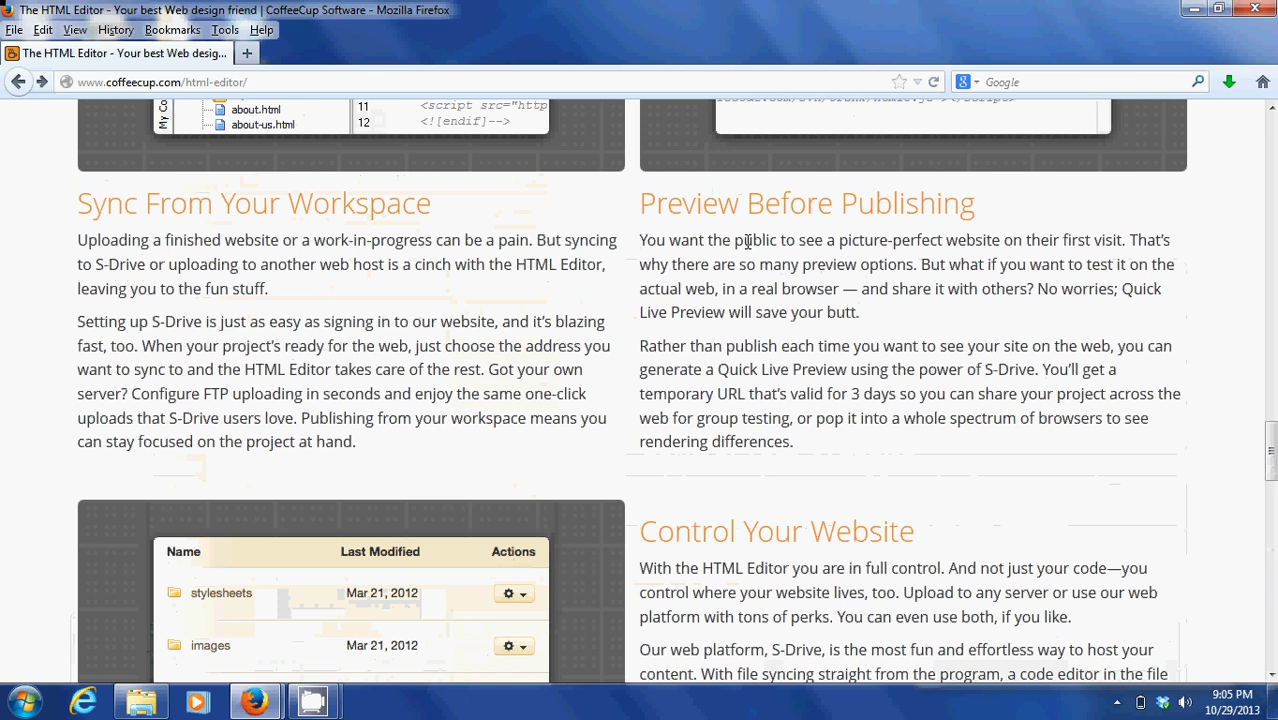 The HTML Editor - Your best Web design friend | CoffeeCup Software - Mozilla Firefox
File Edit View History Bookmarks Tools Help
The HTML Editor - Your best Web desig...
www.coffeecup.com/html-editor/
Google
about.html
about-us.html
My Co
11 <script src="http
12 <![endif]-->
Sync From Your Workspace
Uploading a finished website or a work-in-progress can be a pain. But syncing
to S-Drive or uploading to another web host is a cinch with the HTML Editor,
leaving you to the fun stuff.
Setting up S-Drive is just as easy as signing in to our website, and it's blazing
fast, too. When your project's ready for the web, just choose the address you
want to sync to and the HTML Editor takes care of the rest. Got your own
server? Configure FTP uploading in seconds and enjoy the same one-click
uploads that S-Drive users love. Publishing from your workspace means you
can stay focused on the project at hand.
Preview Before Publishing
You want the public to see a picture-perfect website on their first visit. That's
why there are so many preview options. But what if you want to test it on the
actual web, in a real browser — and share it with others? No worries; Quick
Live Preview will save your butt.
Rather than publish each time you want to see your site on the web, you can
generate a Quick Live Preview using the power of S-Drive. You'll get a
temporary URL that's valid for 3 days so you can share your project across the
web for group testing, or pop it into a whole spectrum of browsers to see
rendering differences.
Name Last Modified Actions
stylesheets Mar 21, 2012
images Mar 21, 2012
Control Your Website
With the HTML Editor you are in full control. And not just your code—you
control where your website lives, too. Upload to any server or use our web
platform with tons of perks. You can even use both, if you like.
Our web platform, S-Drive, is the most fun and effortless way to host your
content. With file syncing straight from the program, a code editor in the file
9:05 PM
10/29/2013